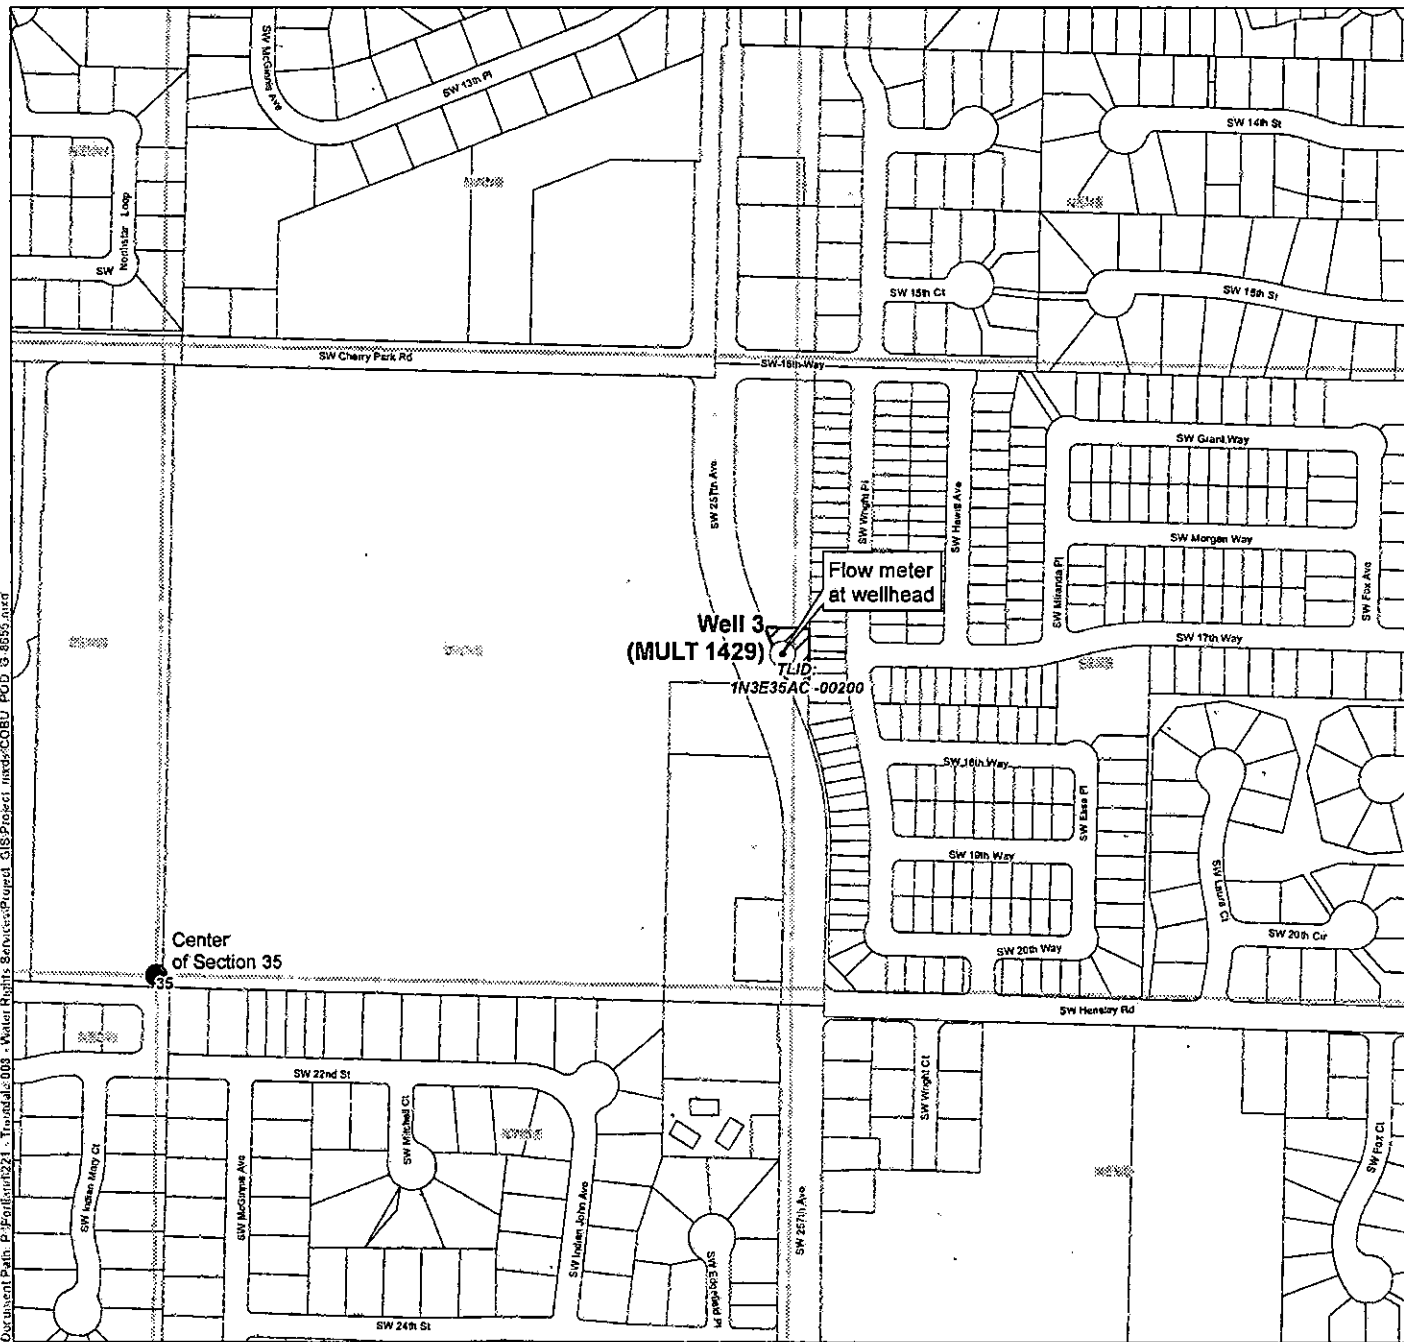 SW McGinnis Ave
SW 13th Pl
SW 14th St
SW
Northstar Loop
SW 15th Ct
SW 15th St
SW Cherry Park Rd
SW 16th Way
SW 257th Ave
SW Wright Pl
SW Hewitt Ave
SW Grant Way
SW Morgan Way
SW Miranda Pl
SW Fox Ave
Flow meter
at wellhead
Well 3
(MULT 1429)
TLID:
1N3E35AC -00200
SW 17th Way
SW 18th Way
SW Essa Pl
SW 19th Way
SW Laura Ct
SW 20th Way
SW 20th Cir
Center
of Section 35
35
SW Hensley Rd
SW 22nd St
SW Mitchell Ct
SW Wright Ct
SW Fox Ct
SW Indian Mary Ct
SW McGinnis Ave
SW Indian John Ave
SW 257th Ave
SW Edgefield Pl
SW 24th St